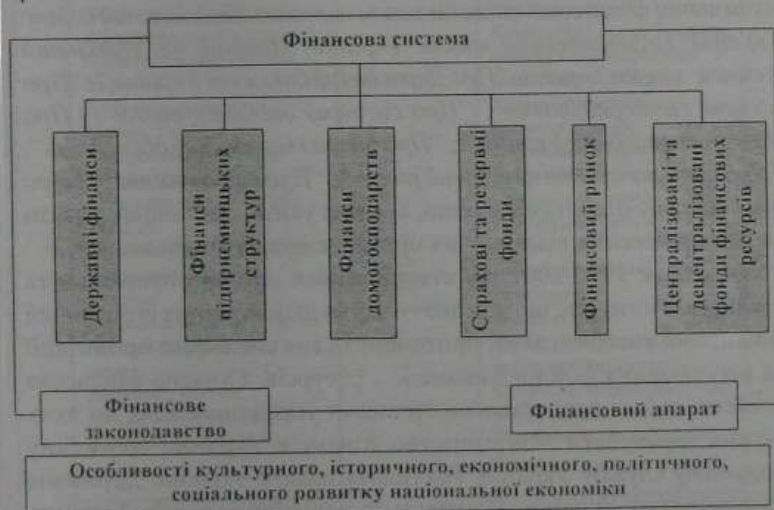 Фінансова система
Державні фінанси
Фінанси
підприємницьких
структур
Фінанси
домогосподарств
Страхові та резервні
фонди
Фінансовий ринок
Централізовані та
децентралізовані
фонди фінансових
ресурсів
Фінансове
законодавство
Фінансовий апарат
Особливості культурного, історичного, економічного, політичного,
соціального розвитку національної економіки